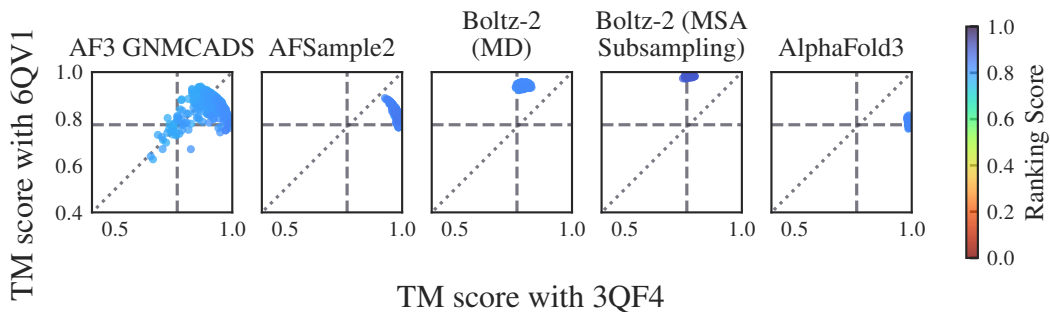 TM score with 6QV1
AF3 GNMCADS
AFSample2
Boltz-2
(MD)
Boltz-2 (MSA
Subsampling)
AlphaFold3
1.0
0.8
0.6
0.4
0.5
1.0
0.5
1.0
0.5
1.0
0.5
1.0
0.5
1.0
TM score with 3QF4
1.0
0.8
0.6
0.4
0.2
0.0
Ranking Score